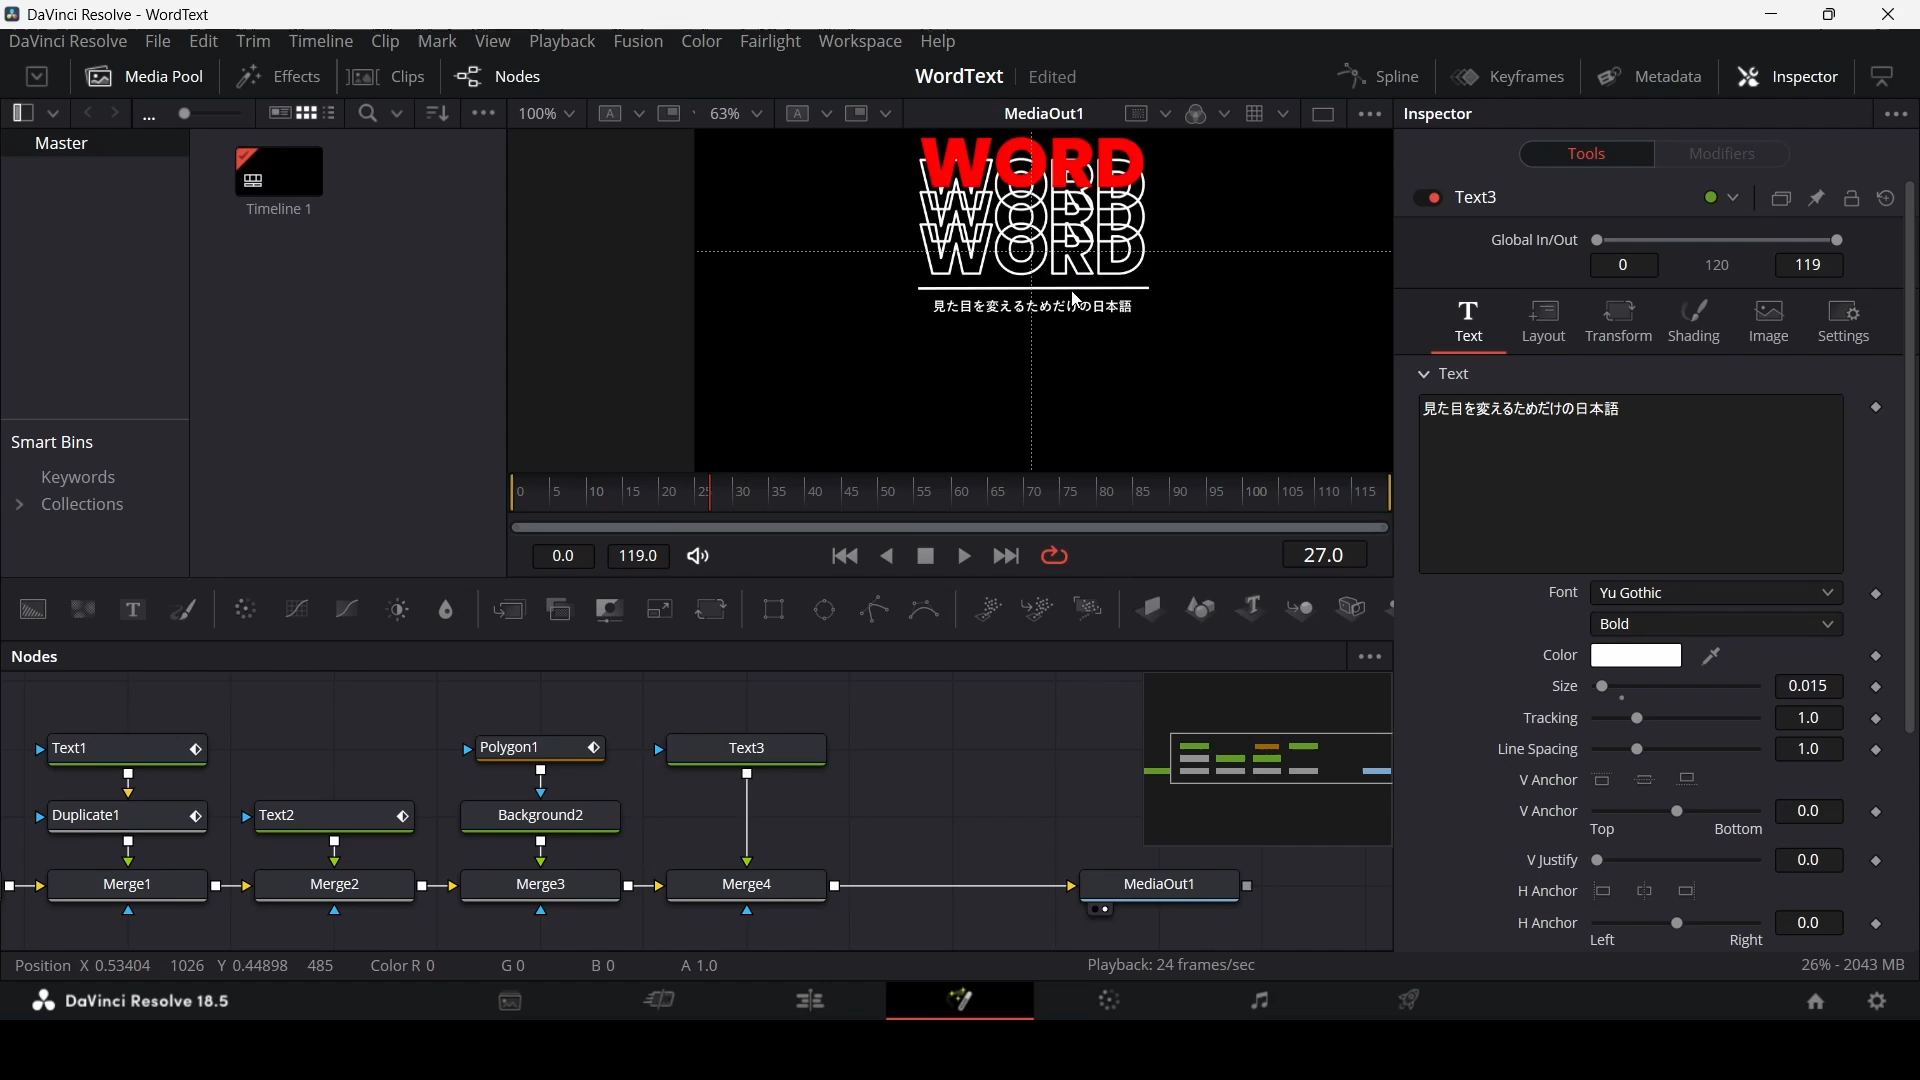 DaVinci Resolve - WordText
DaVinci Resolve File Edit Trim Timeline Clip Mark View Playback Fusion Color Fairlight Workspace Help
Media Pool Effects Clips Nodes WordText Edited Spline Keyframes Metadata Inspector
... 100% A 63% A MediaOut1 Inspector
Master
Timeline 1
Smart Bins
Keywords
Collections
WORD
WORD
WORD
WORD
見た目を変えるためだけの日本語
0 5 10 15 20 25 30 35 40 45 50 55 60 65 70 75 80 85 90 95 100 105 110 115
0.0 119.0 27.0
T T
Nodes
Text1 Polygon1 Text3
Duplicate1 Text2 Background2
Merge1 Merge2 Merge3 Merge4 MediaOut1
Tools Modifiers
Text3
Global In/Out
0 120 119
T
Text Layout Transform Shading Image Settings
Text
見た目を変えるためだけの日本語
Font Yu Gothic
Bold
Color
Size 0.015
Tracking 1.0
Line Spacing 1.0
V Anchor
V Anchor 0.0
Top Bottom
V Justify 0.0
H Anchor
H Anchor 0.0
Left Right
Position X 0.53404 1026 Y 0.44898 485 Color R 0 G 0 B 0 A 1.0 Playback: 24 frames/sec 26% - 2043 MB
DaVinci Resolve 18.5